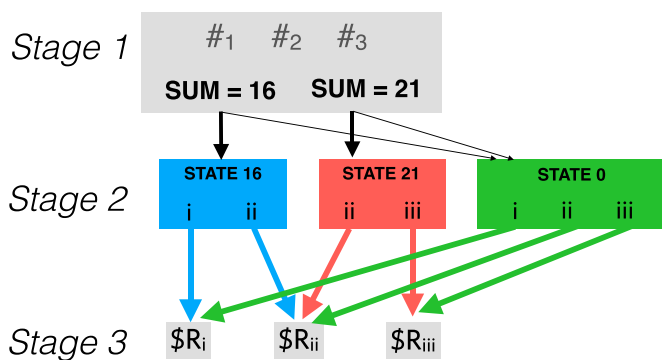 Stage 1
#1 #2 #3
SUM = 16 SUM = 21
Stage 2
STATE 16 STATE 21 STATE 0
i ii ii iii i ii iii
Stage 3
$Ri $Rii $Riii